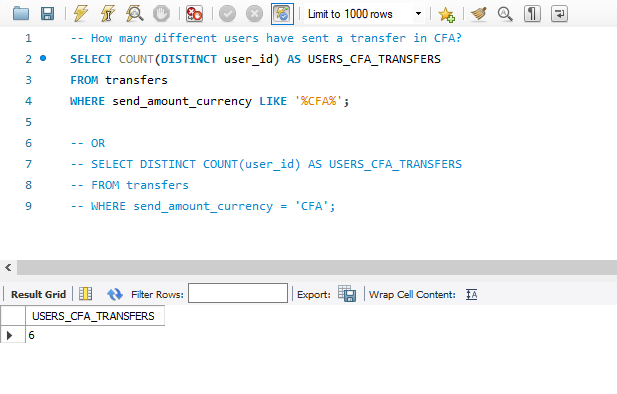 Limit to 1000 rows
1 -- How many different users have sent a transfer in CFA?
2 SELECT COUNT(DISTINCT user_id) AS USERS_CFA_TRANSFERS
3 FROM transfers
4 WHERE send_amount_currency LIKE '%CFA%';
5
6 -- OR
7 -- SELECT DISTINCT COUNT(user_id) AS USERS_CFA_TRANSFERS
8 -- FROM transfers
9 -- WHERE send_amount_currency = 'CFA';
Result Grid Filter Rows: Export: Wrap Cell Content: IA
USERS_CFA_TRANSFERS
6